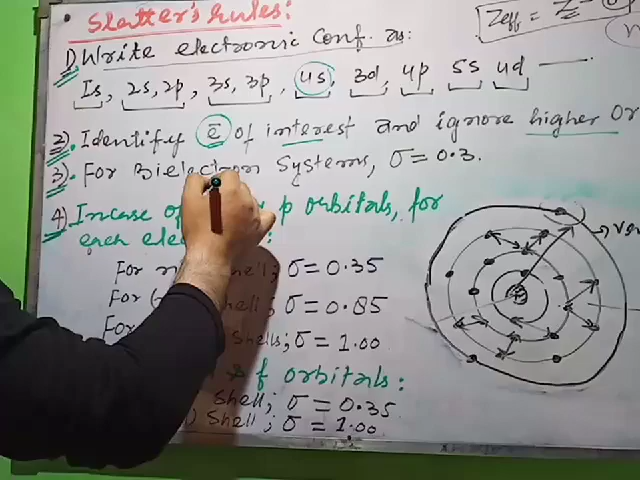 Slatter's Rules:
Zeff = Z - σ
1) Write electronic Conf. as:
1s, 2s, 2p, 3s, 3p, 4s, 3d, 4p 5s 4d
2). Identify e⁻ of interest and ignore higher Or
3). For Bielectron Systems, σ = 0.3.
4) Incase of p orbitals, for
each
For shell; σ = 0.35
For shell; σ = 0.85
For shells; σ = 1.00
f orbitals:
Shell; σ = 0.35
Shell; σ = 1.00